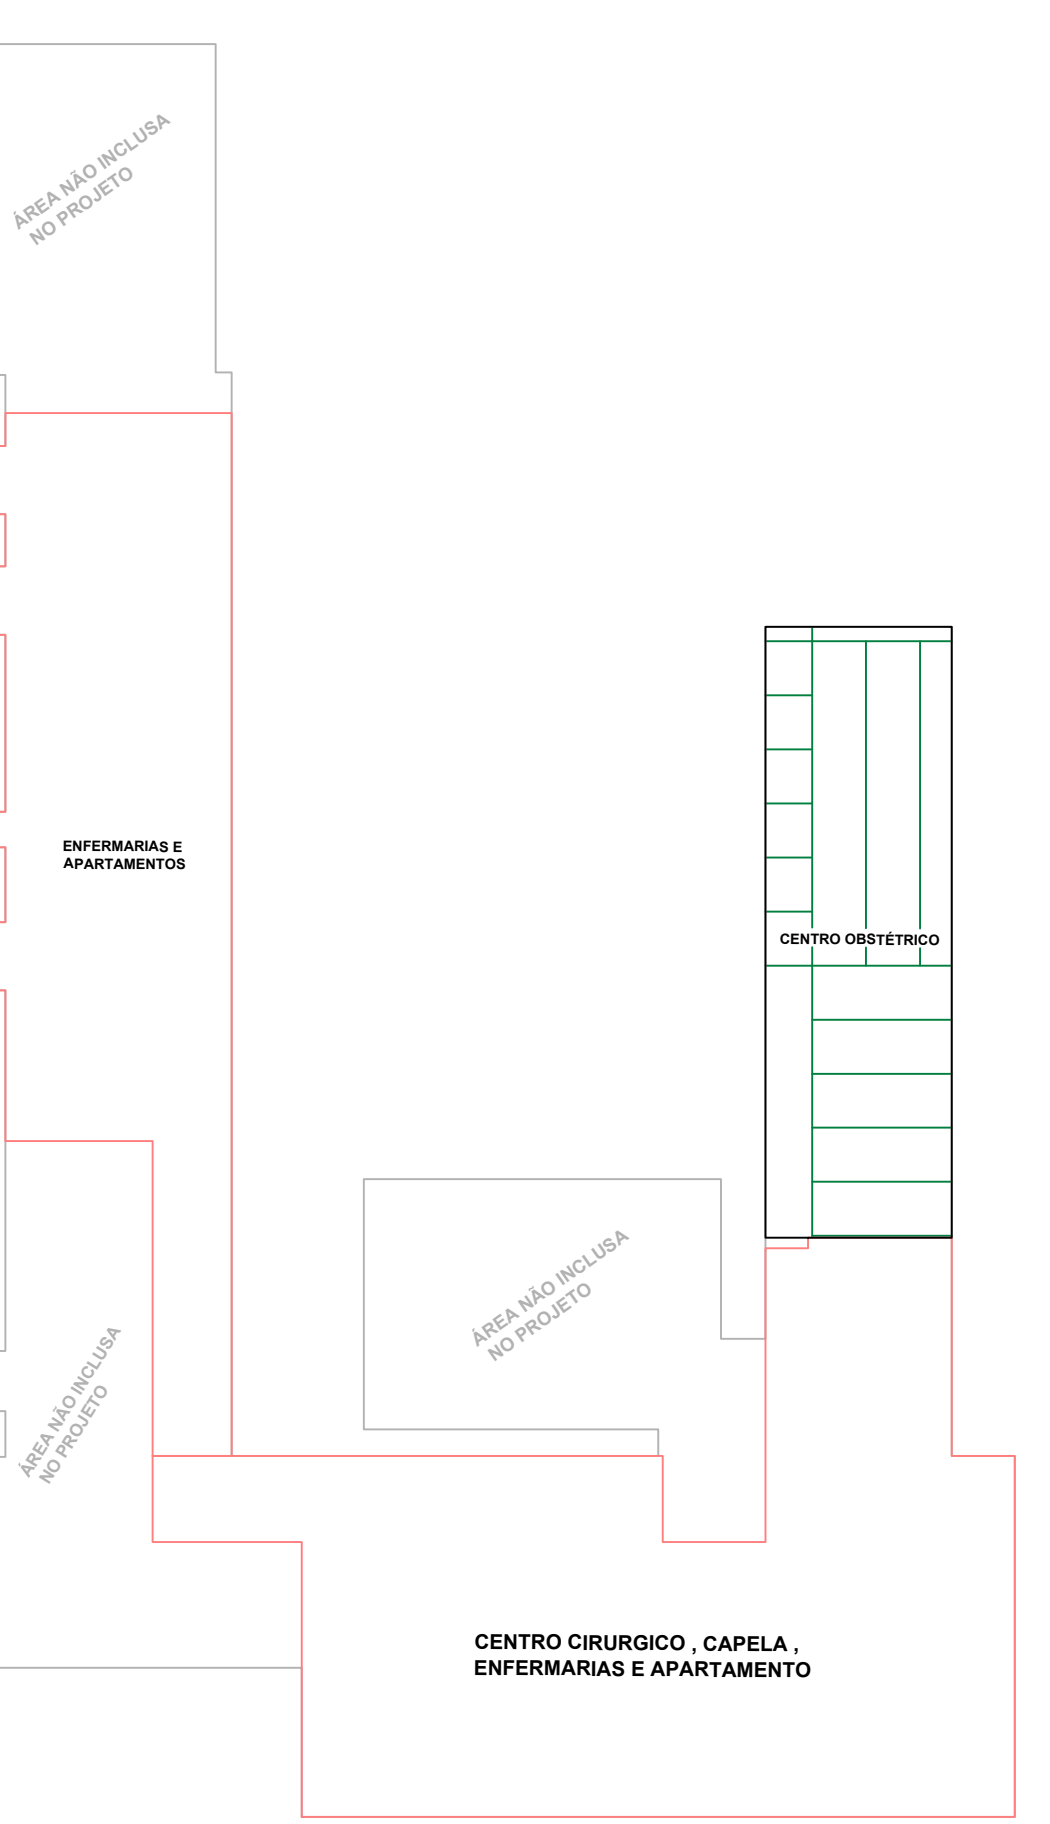 ÁREA NÃO INCLUSA
NO PROJETO
ENFERMARIAS E
APARTAMENTOS
CENTRO OBSTÉTRICO
ÁREA NÃO INCLUSA
NO PROJETO
ÁREA NÃO INCLUSA
NO PROJETO
CENTRO CIRURGICO , CAPELA ,
ENFERMARIAS E APARTAMENTO